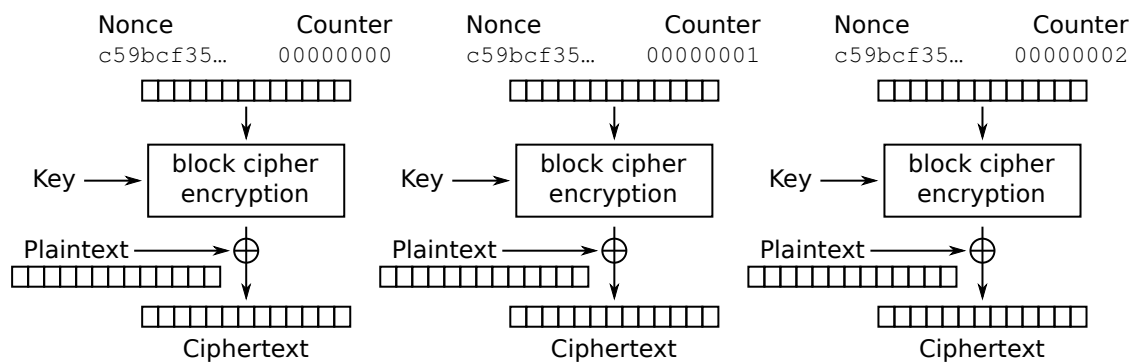 Nonce Counter Nonce Counter Nonce Counter
c59bcf35… 00000000 c59bcf35… 00000001 c59bcf35… 00000002
block cipher block cipher block cipher
Key Key Key
encryption encryption encryption
Plaintext Plaintext Plaintext
Ciphertext Ciphertext Ciphertext